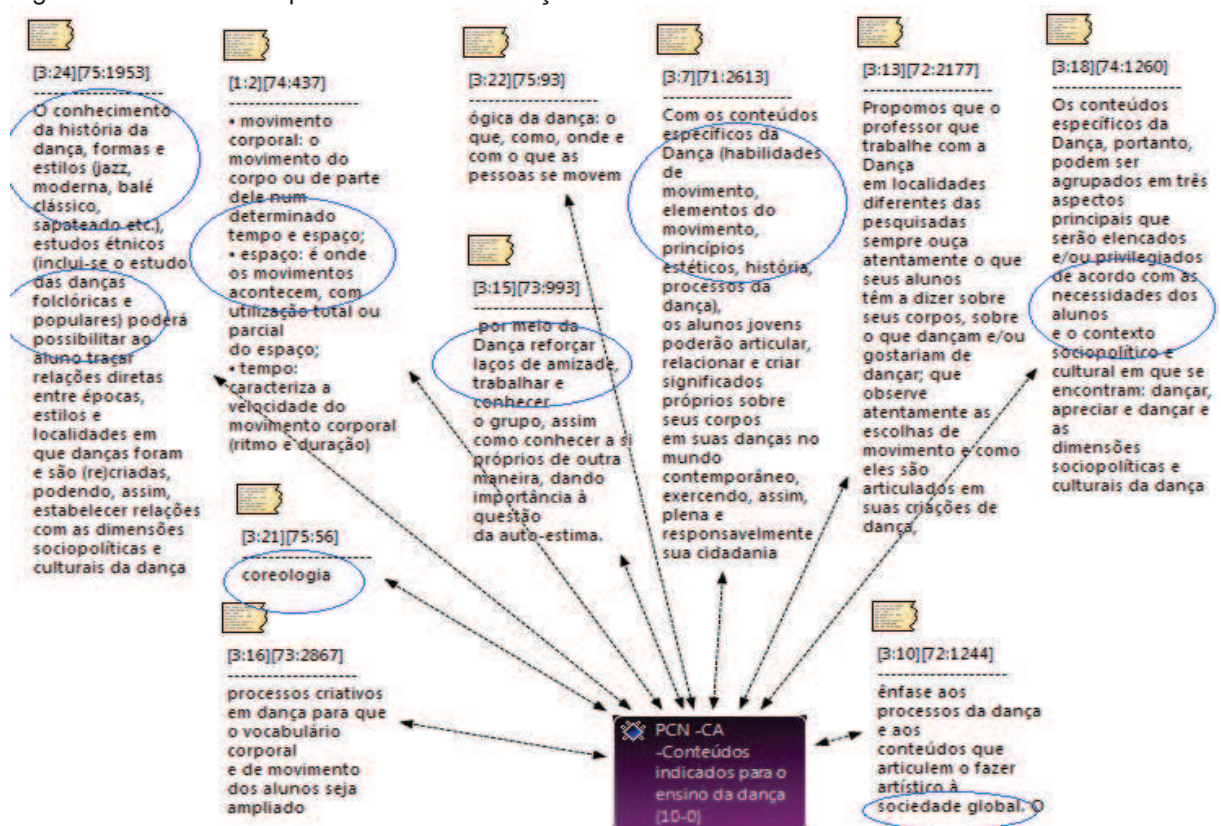 [3:24][75:1953]
O conhecimento
da história da
dança, formas e
estilos (jazz,
moderna, balé
clássico,
sapateado etc.),
estudos étnicos
(inclui-se o estudo
das danças
folclóricas e
populares) poderá
possibilitar ao
aluno traçar
relações diretas
entre épocas,
estilos e
localidades em
que danças foram
e são (re)criadas,
podendo, assim,
estabelecer relações
com as dimensões
sociopolíticas e
culturais da dança
[1:2][74:437]
• movimento
corporal: o
movimento do
corpo ou de parte
dele num
determinado
tempo e espaço;
• espaço: é onde
os movimentos
acontecem, com
utilização total ou
parcial
do espaço;
• tempo:
caracteriza a
velocidade do
movimento corporal
(ritmo e duração)
[3:22][75:93]
ógica da dança: o
que, como, onde e
com o que as
pessoas se movem
[3:15][73:993]
por meio da
Dança reforçar
laços de amizade,
trabalhar e
conhecer
o grupo, assim
como conhecer a si
próprios de outra
maneira, dando
importância à
questão
da auto-estima.
[3:7][71:2613]
Com os conteúdos
específicos da
Dança (habilidades
de
movimento,
elementos do
movimento,
princípios
estéticos, história,
processos da
dança),
os alunos jovens
poderão articular,
relacionar e criar
significados
próprios sobre
seus corpos
em suas danças no
mundo
contemporâneo,
exercendo, assim,
plena e
responsavelmente
sua cidadania
[3:13][72:2177]
Propomos que o
professor que
trabalhe com a
Dança
em localidades
diferentes das
pesquisadas
sempre ouça
atentamente o que
seus alunos
têm a dizer sobre
seus corpos, sobre
o que dançam e/ou
gostariam de
dançar; que
observe
atentamente as
escolhas de
movimento e como
eles são
articulados em
suas criações de
dança,
[3:18][74:1260]
Os conteúdos
específicos da
Dança, portanto,
podem ser
agrupados em três
aspectos
principais que
serão elencados
e/ou privilegiados
de acordo com as
necessidades dos
alunos
e o contexto
sociopolítico e
cultural em que se
encontram: dançar,
apreciar e dançar e
as
dimensões
sociopolíticas e
culturais da dança
[3:21][75:56]
coreologia
[3:16][73:2867]
processos criativos
em dança para que
o vocabulário
corporal
e de movimento
dos alunos seja
ampliado
[3:10][72:1244]
ênfase aos
processos da dança
e aos
conteúdos que
articulem o fazer
artístico à
sociedade global. O
PCN -CA
-Conteúdos
indicados para o
ensino da dança
{10-0}